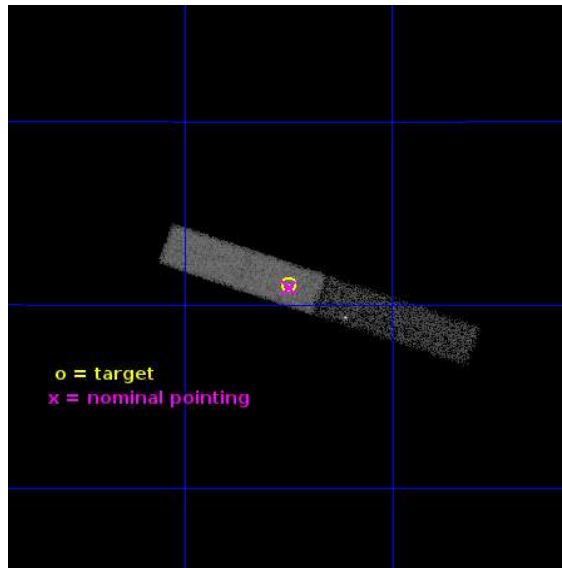 o = target
x = nominal pointing